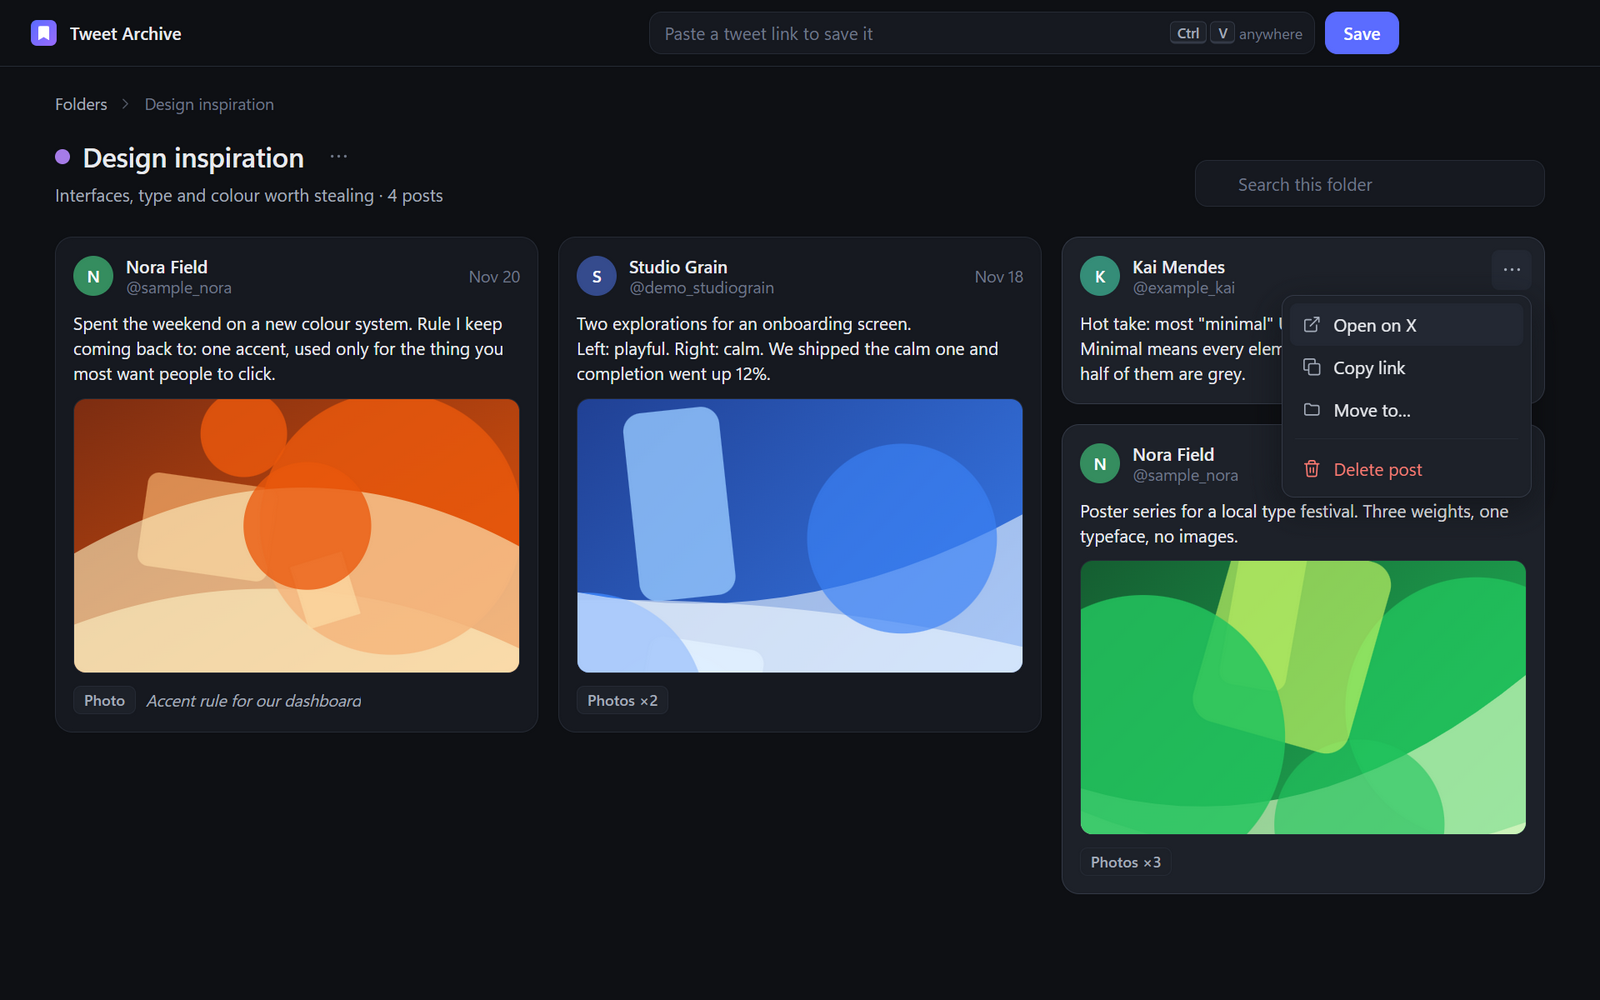 Tweet Archive
Paste a tweet link to save it
Ctrl V anywhere
Save
Folders > Design inspiration
Design inspiration ...
Interfaces, type and colour worth stealing · 4 posts
Search this folder
N
Nora Field
@sample_nora
Nov 20
Spent the weekend on a new colour system. Rule I keep
coming back to: one accent, used only for the thing you
most want people to click.
Photo
Accent rule for our dashboard
S
Studio Grain
@demo_studiograin
Nov 18
Two explorations for an onboarding screen.
Left: playful. Right: calm. We shipped the calm one and
completion went up 12%.
Photos ×2
K
Kai Mendes
@example_kai
...
Hot take: most "minimal"
Minimal means every
half of them are grey.
Open on X
Copy link
Move to...
Delete post
N
Nora Field
@sample_nora
Poster series for a local type festival. Three weights, one
typeface, no images.
Photos ×3